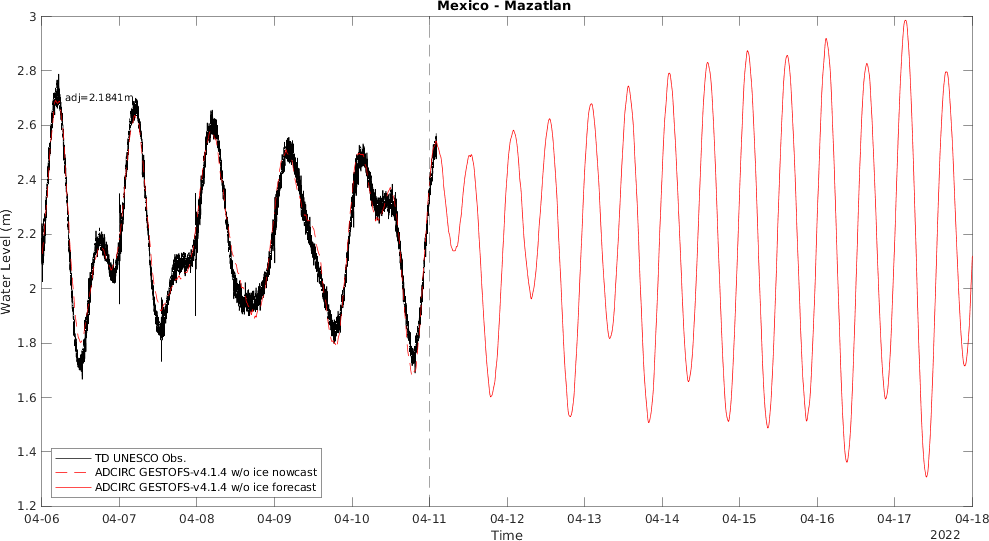 Mexico - Mazatlan
3
2.8
2.6
2.4
2.2
2
1.8
1.6
1.4
1.2
Water Level (m)
adj=2.1841m
TD UNESCO Obs.
ADCIRC GESTOFS-v4.1.4 w/o ice nowcast
ADCIRC GESTOFS-v4.1.4 w/o ice forecast
04-06 04-07 04-08 04-09 04-10 04-11 04-12 04-13 04-14 04-15 04-16 04-17 04-18
Time
2022